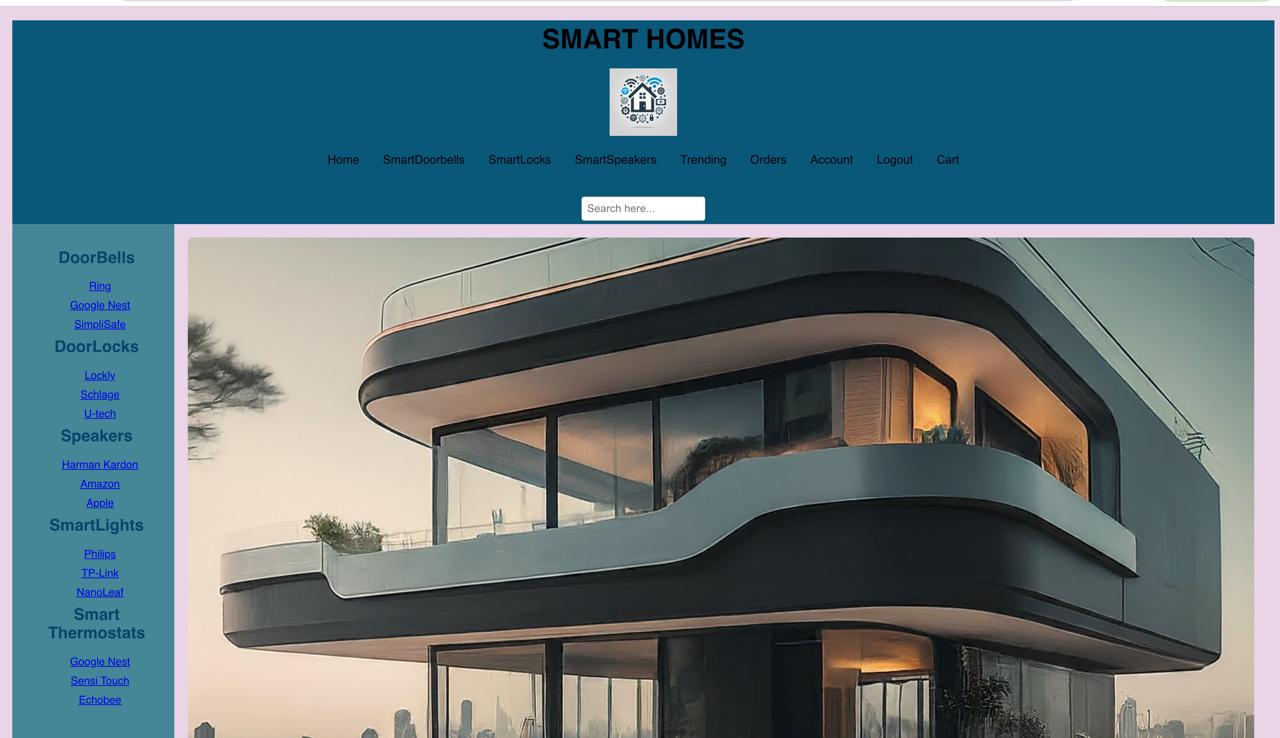 SMART HOMES
Home SmartDoorbells SmartLocks SmartSpeakers Trending Orders Account Logout Cart
Search here...
DoorBells
Ring
Google Nest
SimpliSafe
DoorLocks
Lockly
Schlage
U-tech
Speakers
Harman Kardon
Amazon
Apple
SmartLights
Philips
TP-Link
NanoLeaf
Smart
Thermostats
Google Nest
Sensi Touch
Echobee